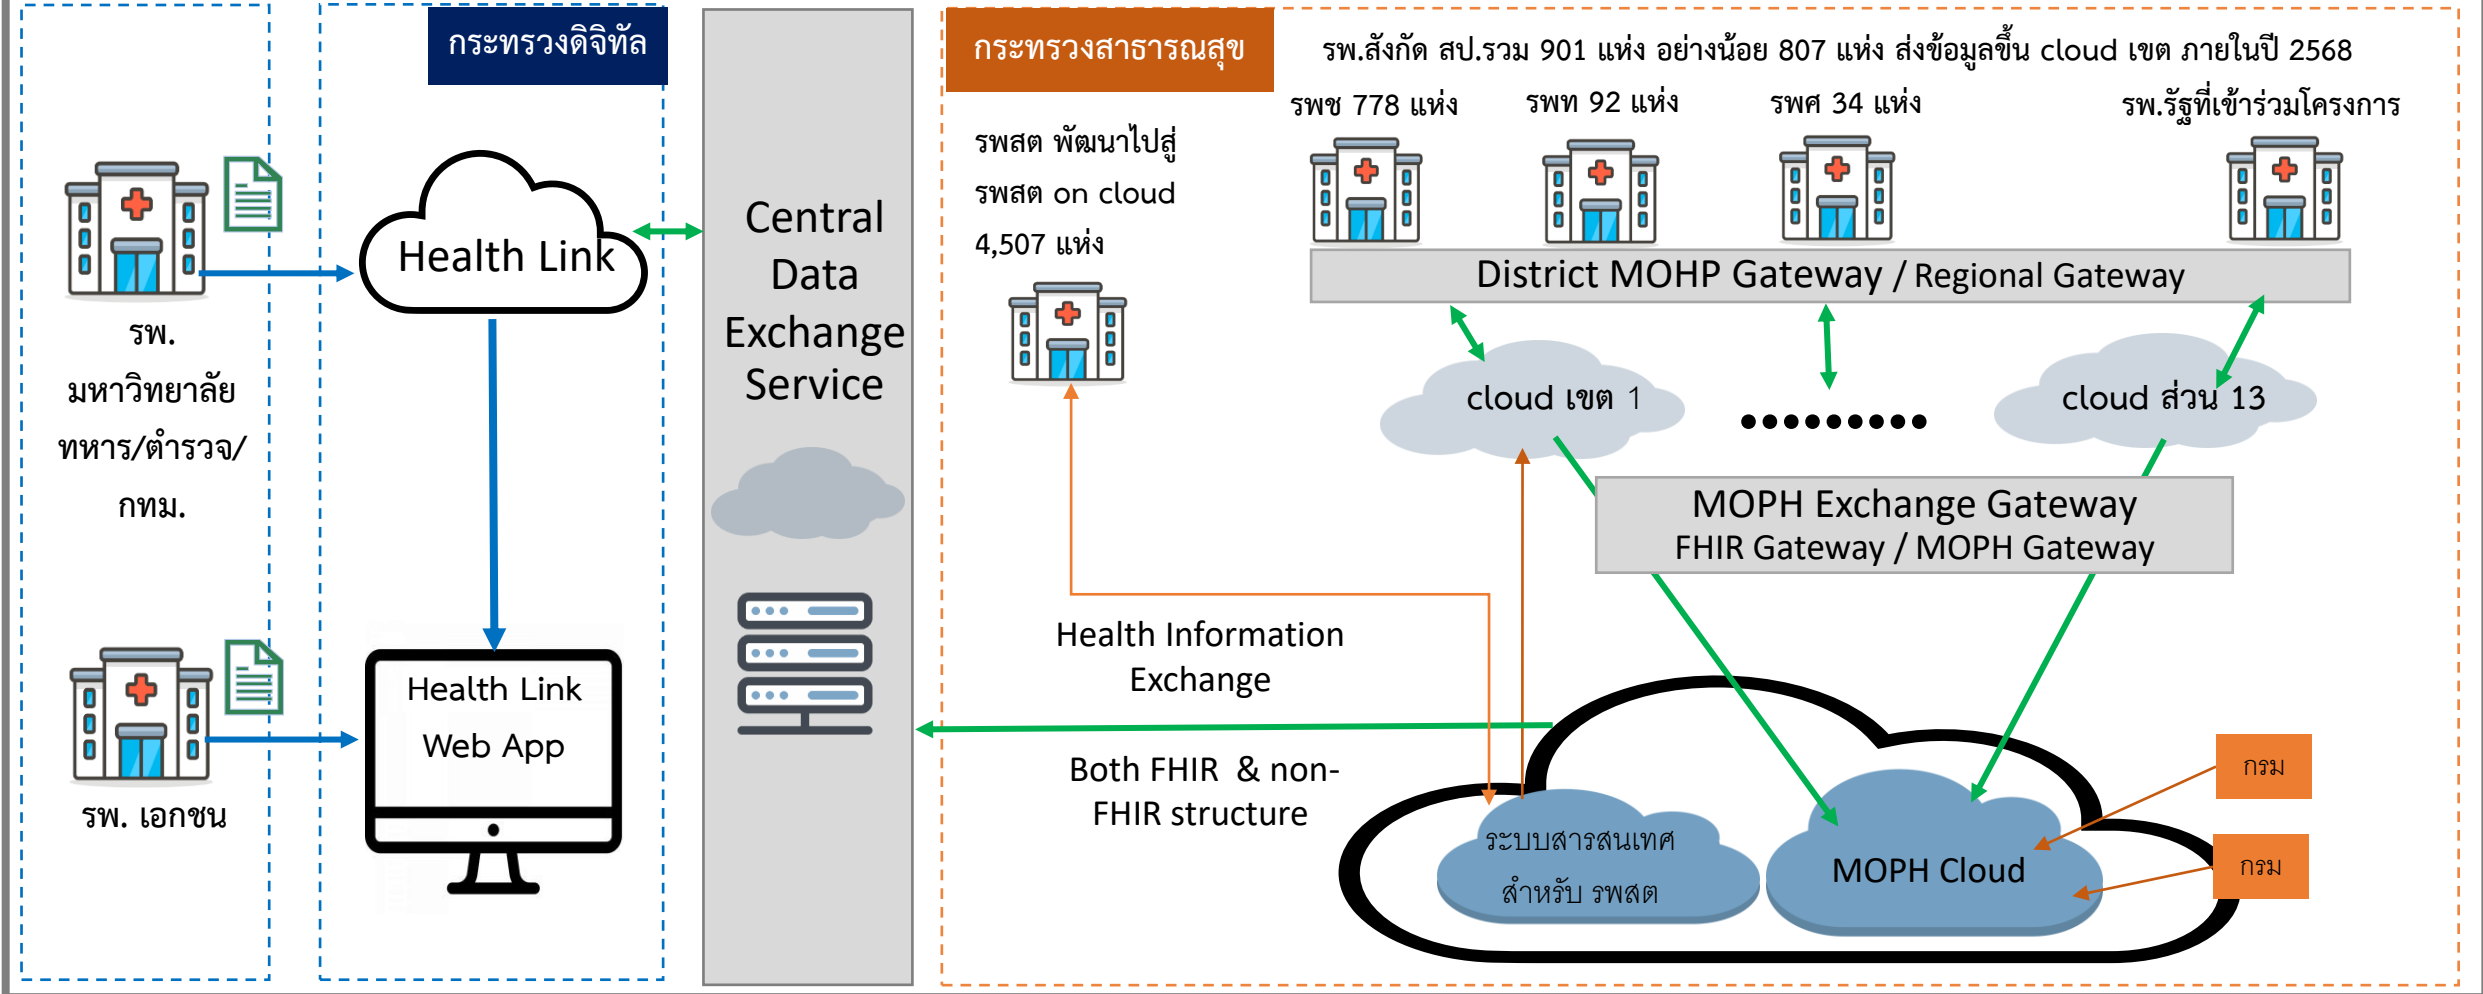 กระทรวงดิจิทัล
รพ.
มหาวิทยาลัย
ทหาร/ตำรวจ/
กทม.
รพ. เอกชน
Health Link
Health Link
Web App
Central
Data
Exchange
Service
กระทรวงสาธารณสุข
รพ.สังกัด สป.รวม 901 แห่ง อย่างน้อย 807 แห่ง ส่งข้อมูลขึ้น cloud เขต ภายในปี 2568
รพช 778 แห่ง
รพท 92 แห่ง
รพศ 34 แห่ง
รพ.รัฐที่เข้าร่วมโครงการ
รพสต พัฒนาไปสู่
รพสต on cloud
4,507 แห่ง
District MOHP Gateway / Regional Gateway
cloud เขต 1
cloud ส่วน 13
MOPH Exchange Gateway
FHIR Gateway / MOPH Gateway
Health Information
Exchange
Both FHIR & non-
FHIR structure
ระบบสารสนเทศ
สำหรับ รพสต
MOPH Cloud
กรม
กรม